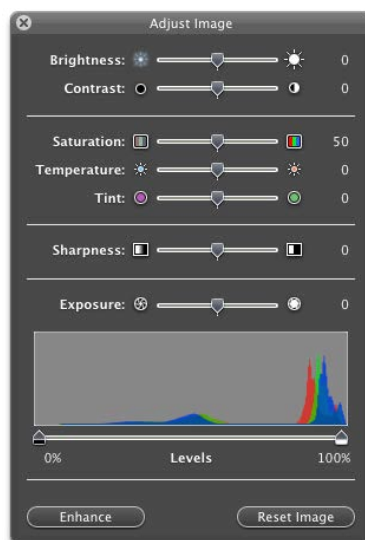 Adjust Image
Brightness: 0
Contrast: 0
Saturation: 50
Temperature: 0
Tint: 0
Sharpness: 0
Exposure: 0
0% Levels 100%
Enhance Reset Image